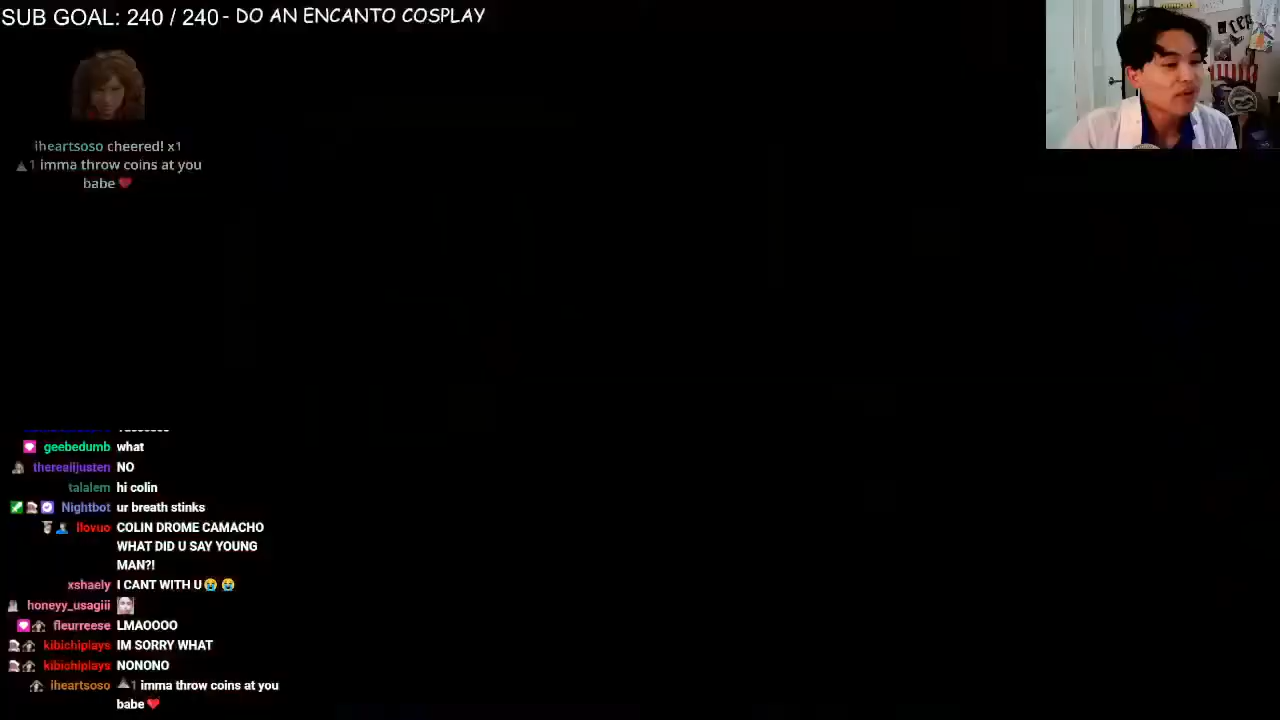 SUB GOAL: 240 / 240 - DO AN ENCANTO COSPLAY
iheartsoso cheered! x1
1 imma throw coins at you
babe❤️
geebedumb what
thereaiijusten NO
talalem hi colin
Nightbot ur breath stinks
COLIN DROME CAMACHO
WHAT DID U SAY YOUNG
MAN?!
xshaely I CANT WITH U😭 😭
honeyy_usagiii
fleurreese LMAOOOO
kibichiplays IM SORRY WHAT
kibichiplays NONONO
iheartsoso 1 imma throw coins at you
babe❤️